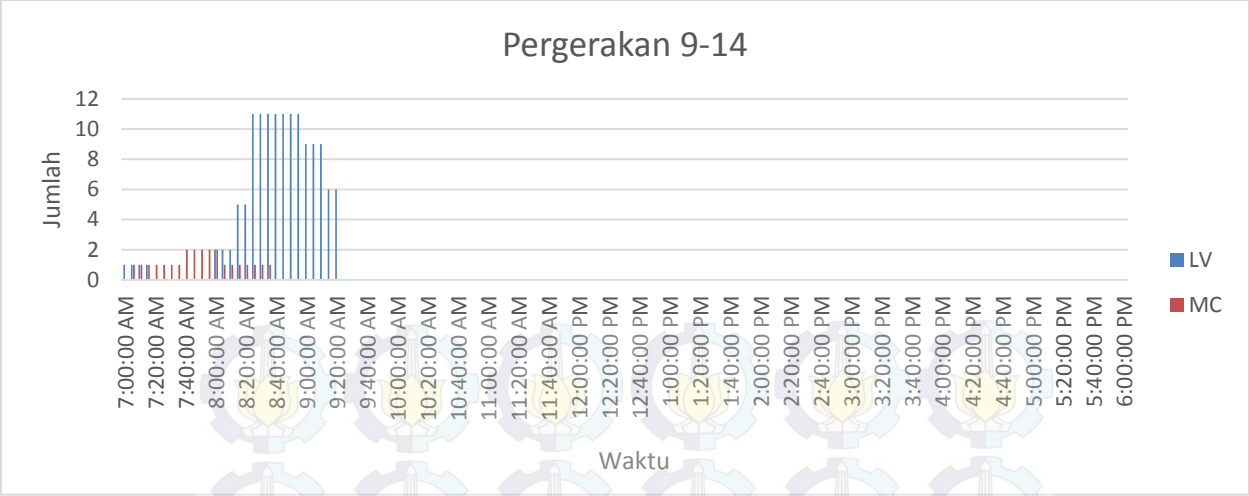 Pergerakan 9-14
12
10
8
6
4
2
0
Jumlah
7:00:00 AM
7:20:00 AM
7:40:00 AM
8:00:00 AM
8:20:00 AM
8:40:00 AM
9:00:00 AM
9:20:00 AM
9:40:00 AM
10:00:00 AM
10:20:00 AM
10:40:00 AM
11:00:00 AM
11:20:00 AM
11:40:00 AM
12:00:00 PM
12:20:00 PM
12:40:00 PM
1:00:00 PM
1:20:00 PM
1:40:00 PM
2:00:00 PM
2:20:00 PM
2:40:00 PM
3:00:00 PM
3:20:00 PM
3:40:00 PM
4:00:00 PM
4:20:00 PM
4:40:00 PM
5:00:00 PM
5:20:00 PM
5:40:00 PM
6:00:00 PM
Waktu
LV
MC